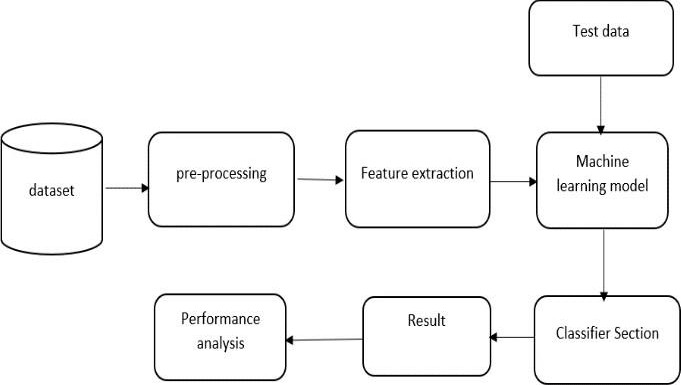 Test data
dataset
pre-processing
Feature extraction
Machine
learning model
Classifier Section
Result
Performance
analysis